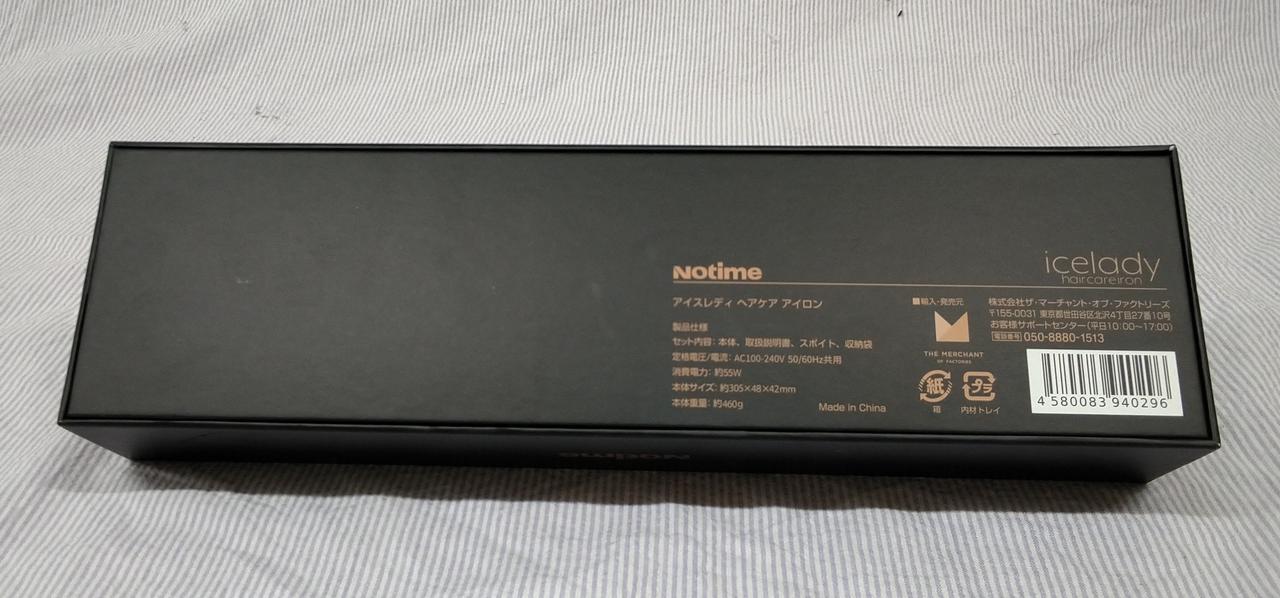 Notime
icelady
haircareiron
アイスレディ ヘアケア アイロン
製品仕様
セット内容: 本体、取扱説明書、スポイト、収納袋
定格電圧/電流: AC100-240V 50/60Hz共用
消費電力: 約55W
本体サイズ: 約305×48×42mm
本体重量: 約460g
Made in China
■輸入・発売元
THE MERCHANT
OF FACTORIES
紙
箱
プラ
内材トレイ
株式会社ザ・マーチャント・オブ・ファクトリーズ
〒155-0031 東京都世田谷区北沢4丁目27番10号
お客様サポートセンター(平日10:00~17:00)
電話番号 050-8880-1513
4 580083 940296
Notime